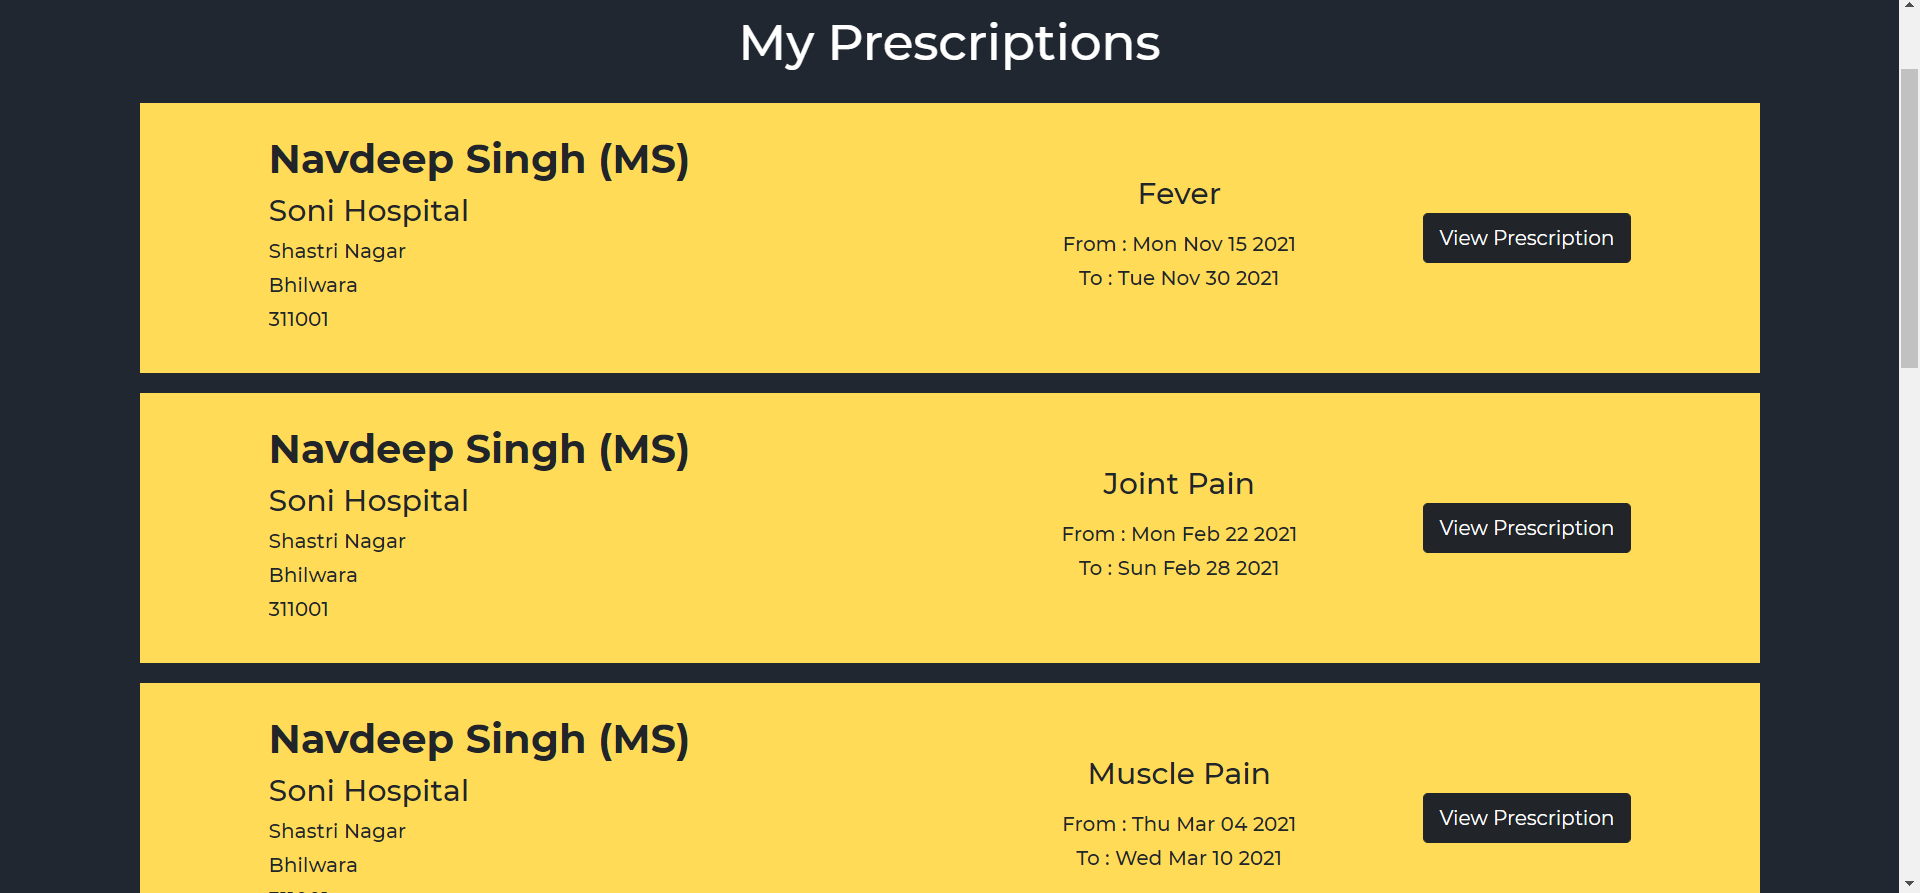 My Prescriptions
Navdeep Singh (MS)
Soni Hospital
Shastri Nagar
Bhilwara
311001
Fever
From : Mon Nov 15 2021
To : Tue Nov 30 2021
View Prescription
Navdeep Singh (MS)
Soni Hospital
Shastri Nagar
Bhilwara
311001
Joint Pain
From : Mon Feb 22 2021
To : Sun Feb 28 2021
View Prescription
Navdeep Singh (MS)
Soni Hospital
Shastri Nagar
Bhilwara
Muscle Pain
From : Thu Mar 04 2021
To : Wed Mar 10 2021
View Prescription